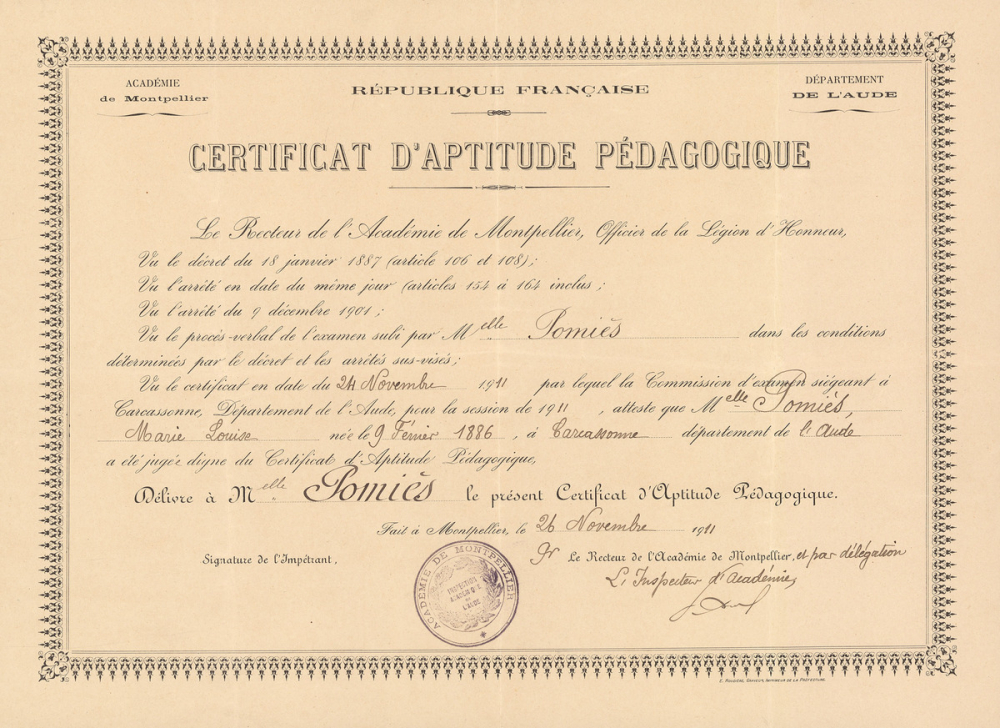 ACADÉMIE
de Montpellier
RÉPUBLIQUE FRANÇAISE
DÉPARTEMENT
DE L'AUDE
CERTIFICAT D'APTITUDE PÉDAGOGIQUE
Le Recteur de l'Académie de Montpellier, Officier de la Légion d'Honneur,
Vu le décret du 18 janvier 1887 (article 106 et 108);
Vu l'arrêté en date du même jour (articles 154 à 164 inclus;
Vu l'arrêté du 9 décembre 1901;
Vu le procès-verbal de l'examen subi par Melle Pomiès dans les conditions
déterminées par le décret et les arrêtés sus-visés;
Vu le certificat en date du 24 Novembre 1911 par lequel la Commission d'examen siégeant à
Carcassonne, Département de l'Aude, pour la session de 1911, atteste que Melle Pomiès,
Marie Louise née le 9 Février 1886, à Carcassonne département de l'Aude
a été jugée digne du Certificat d'Aptitude Pédagogique,
Délivre à Melle Pomiès le présent Certificat d'Aptitude Pédagogique.
Fait à Montpellier, le 26 Novembre 1911
Signature de l'Impétrant,
Pr Le Recteur de l'Académie de Montpellier, et par délégation
L'Inspecteur d'Académie,
ACADÉMIE DE MONTPELLIER
INSPECTION
ACADÉMIQUE
DE
L'AUDE